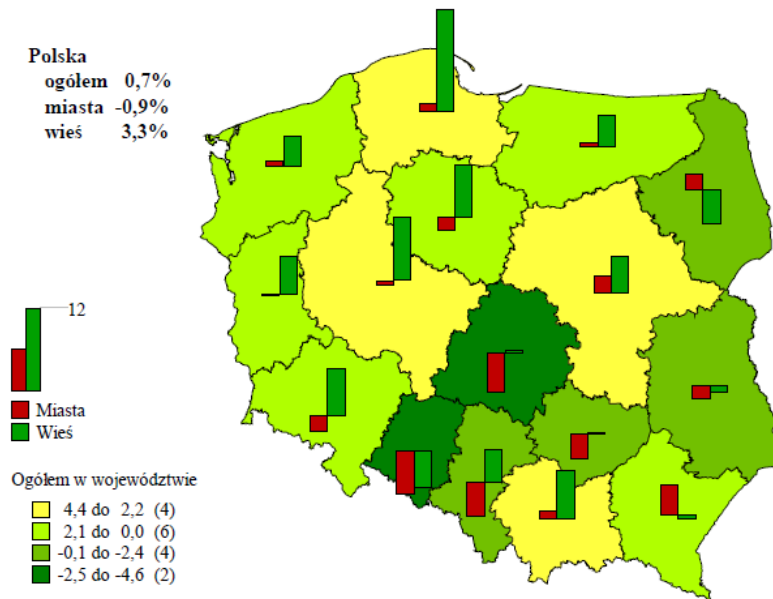 Polska
ogółem 0,7%
miasta -0,9%
wieś 3,3%
12
Miasta
Wieś
Ogółem w województwie
4,4 do 2,2 (4)
2,1 do 0,0 (6)
-0,1 do -2,4 (4)
-2,5 do -4,6 (2)